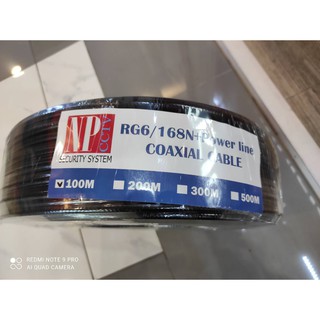 NP
CCTV
SECURITY SYSTEM
RG6/168N+Power line
COAXIAL CABLE
100M 200M 300M 500M
REDMI NOTE 9 PRO
AI QUAD CAMERA